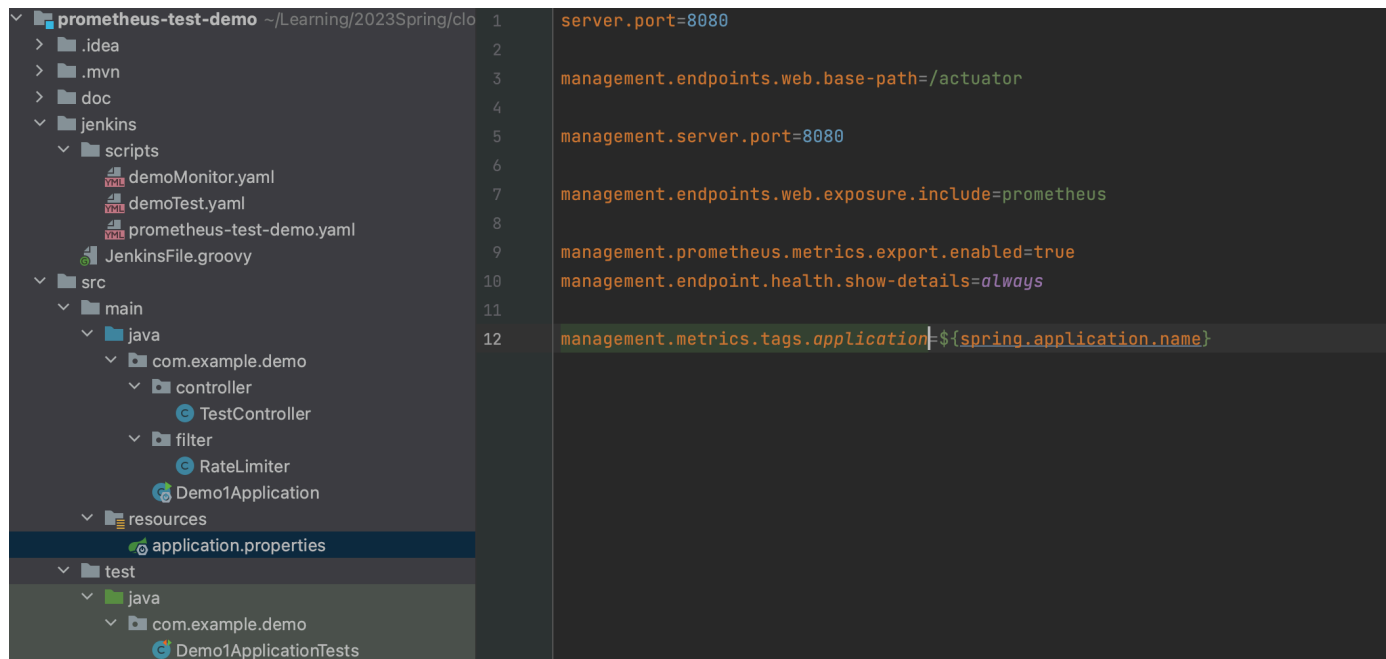 prometheus-test-demo ~/Learning/2023Spring/clo
.idea
.mvn
doc
jenkins
scripts
YML demoMonitor.yaml
YML demoTest.yaml
YML prometheus-test-demo.yaml
G JenkinsFile.groovy
src
main
java
com.example.demo
controller
C TestController
filter
C RateLimiter
C Demo1Application
resources
application.properties
test
java
com.example.demo
C Demo1ApplicationTests
1 server.port=8080
2
3 management.endpoints.web.base-path=/actuator
4
5 management.server.port=8080
6
7 management.endpoints.web.exposure.include=prometheus
8
9 management.prometheus.metrics.export.enabled=true
10 management.endpoint.health.show-details=always
11
12 management.metrics.tags.application=${spring.application.name}